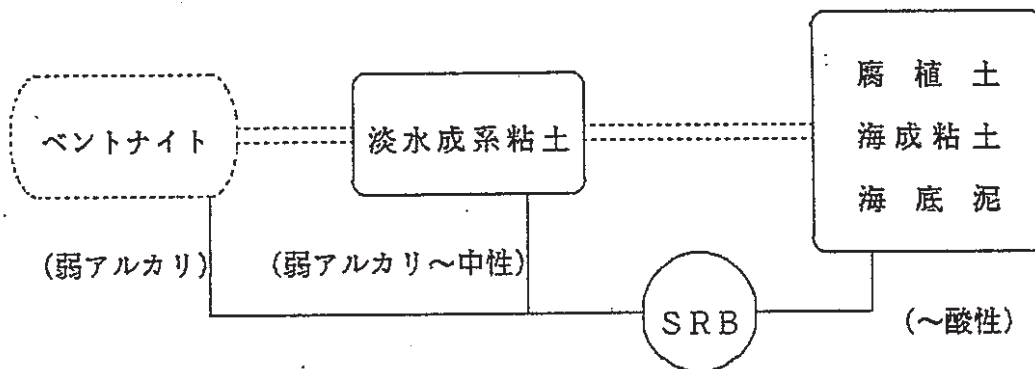 ベントナイト
淡水成系粘土
腐植土
海成粘土
海底泥
(弱アルカリ)
(弱アルカリ～中性)
SRB
(～酸性)